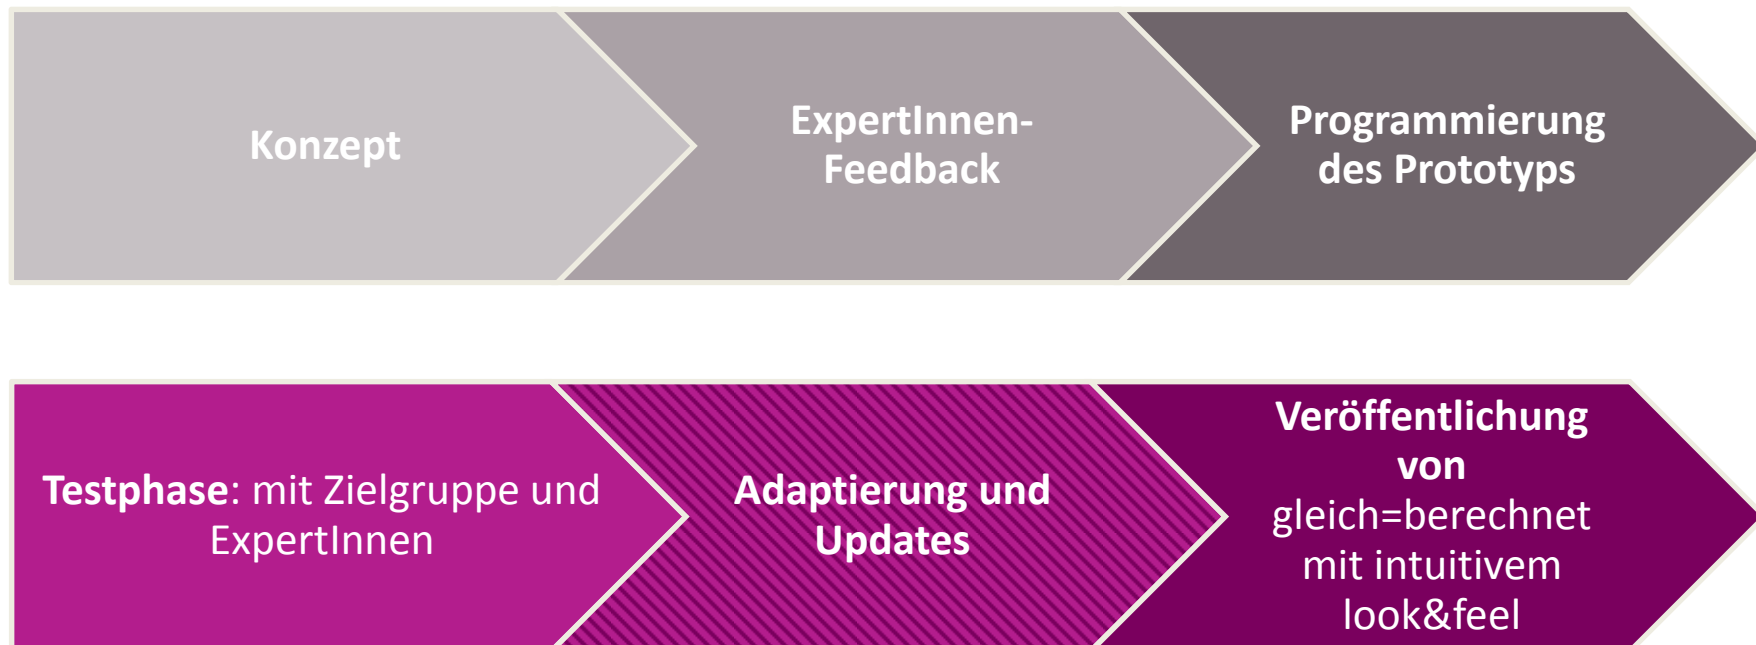 Konzept
ExpertInnen-
Feedback
Programmierung
des Prototyps
Testphase: mit Zielgruppe und
ExpertInnen
Adaptierung und
Updates
Veröffentlichung
von
gleich=berechnet
mit intuitivem
look&feel